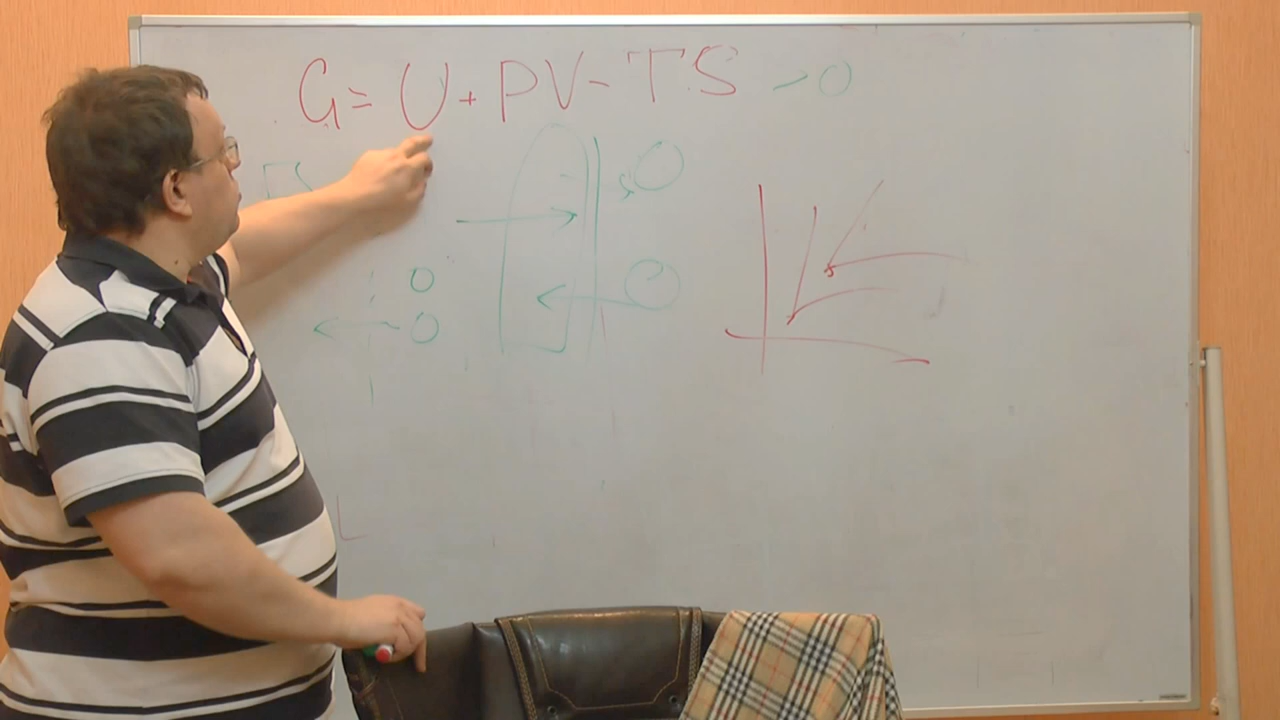 G = U + PV - TS → 0